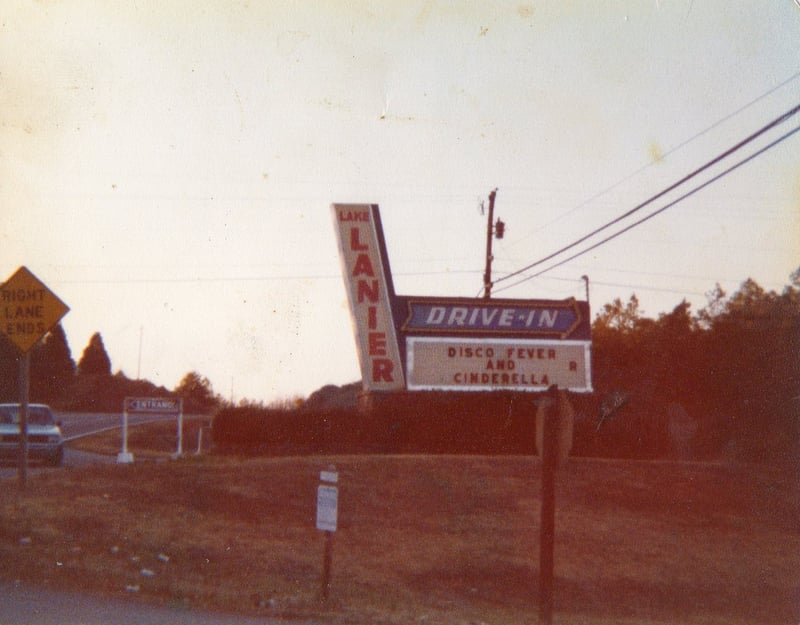 RIGHT
LANE
ENDS
ENTRANCE
LAKE
LANIER
DRIVE-IN
DISCO FEVER
AND
CINDERELLA
R